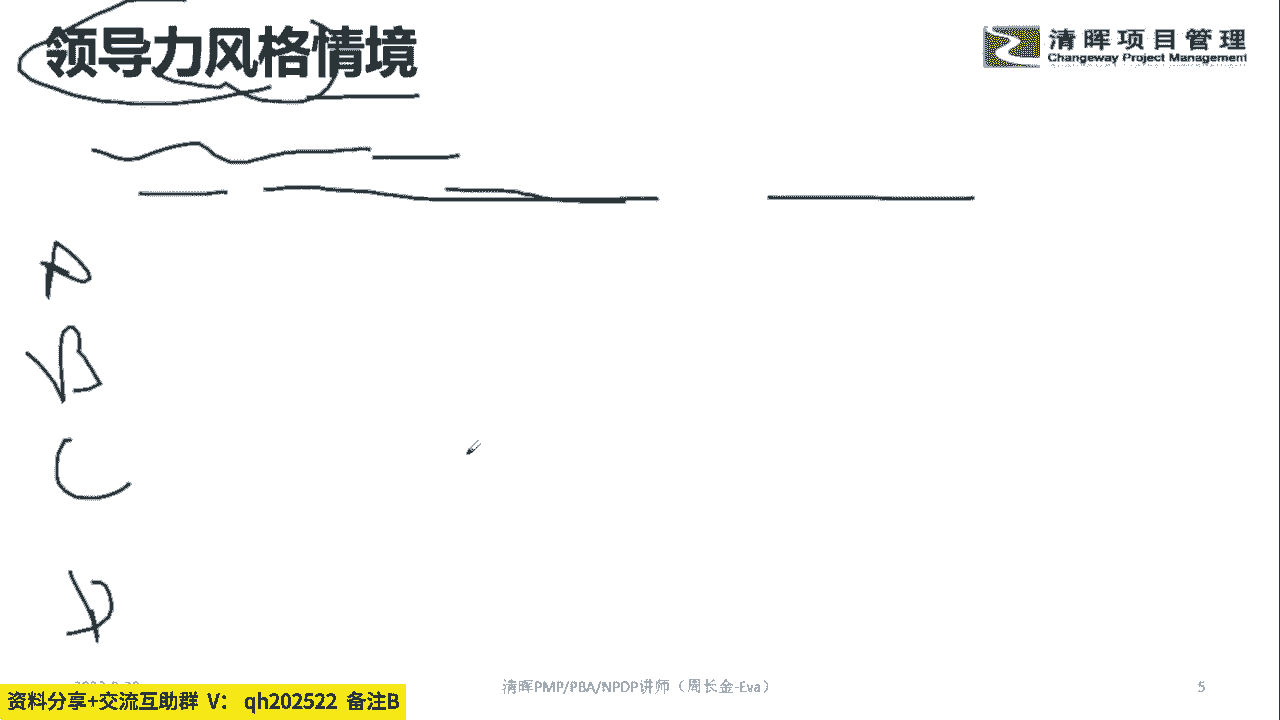 领导力风格情境
清晖项目管理
Changeway Project Management
A
B
C
D
清晖PMP/PBA/NPDP讲师（周长金-Eva）
5
资料分享+交流互助群 V： qh202522 备注B